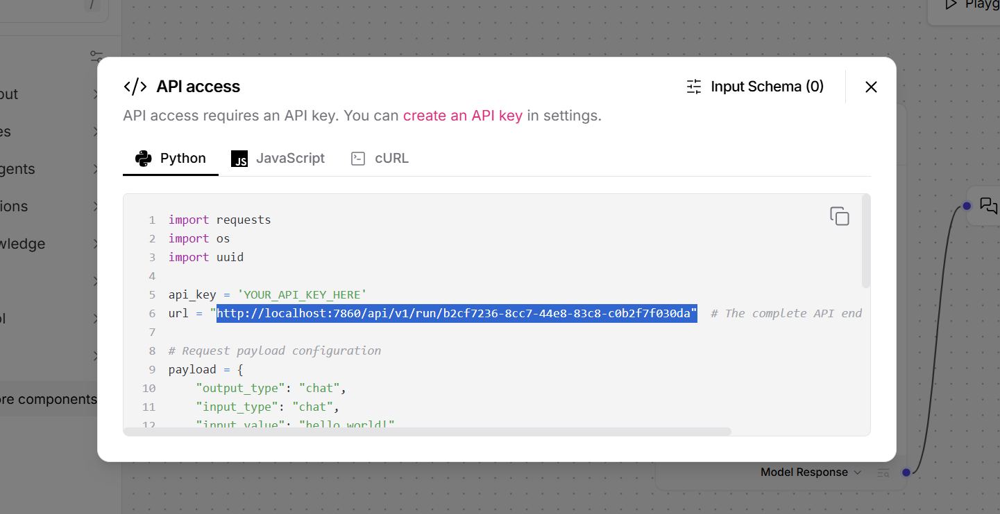 /
Playg
API access
Input Schema (0)
API access requires an API key. You can create an API key in settings.
Python
JS JavaScript
cURL
1 import requests
2 import os
3 import uuid
4
5 api_key = 'YOUR_API_KEY_HERE'
6 url = "http://localhost:7860/api/v1/run/b2cf7236-8cc7-44e8-83c8-c0b2f7f030da" # The complete API end
7
8 # Request payload configuration
9 payload = {
10 "output_type": "chat",
11 "input_type": "chat",
12 "input_value": "hello world!"
out
es
gents
ions
wledge
ol
ore components
Model Response